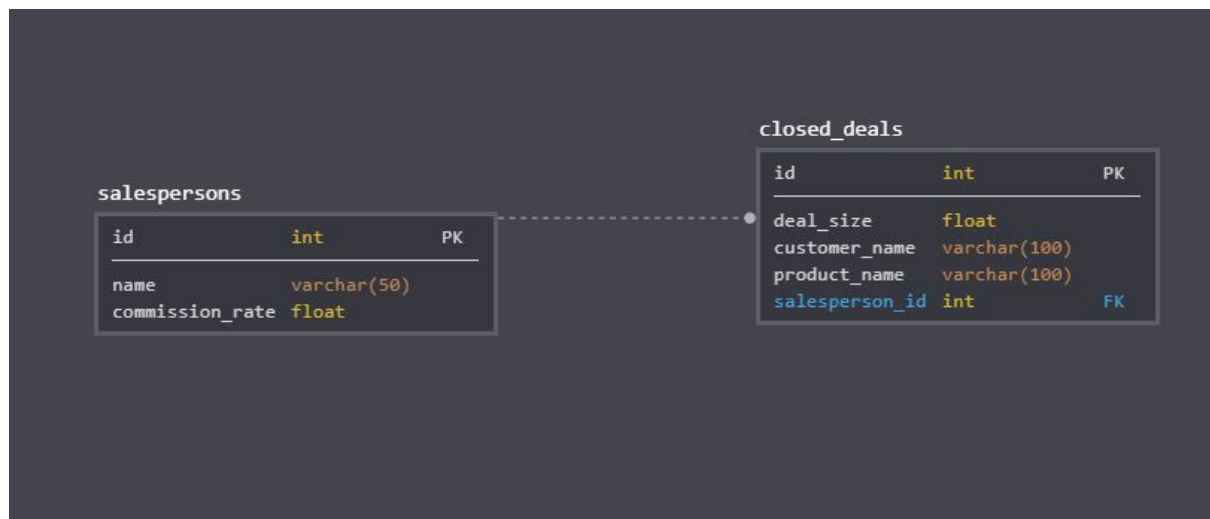 salespersons
id int PK
name varchar(50)
commission_rate float
closed_deals
id int PK
deal_size float
customer_name varchar(100)
product_name varchar(100)
salesperson_id int FK